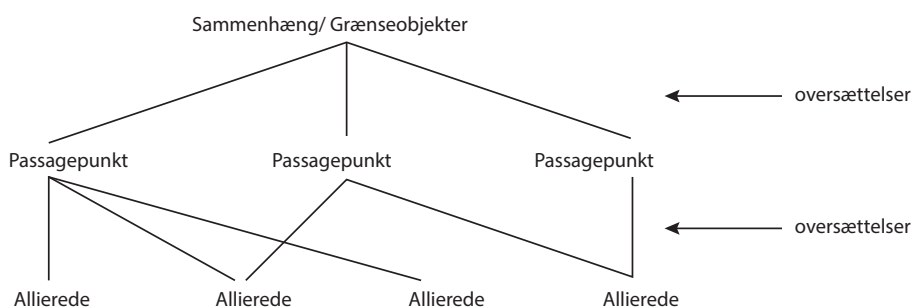 Sammenhæng/ Grænseobjekter
oversættelser
Passagepunkt Passagepunkt Passagepunkt
oversættelser
Allierede Allierede Allierede Allierede